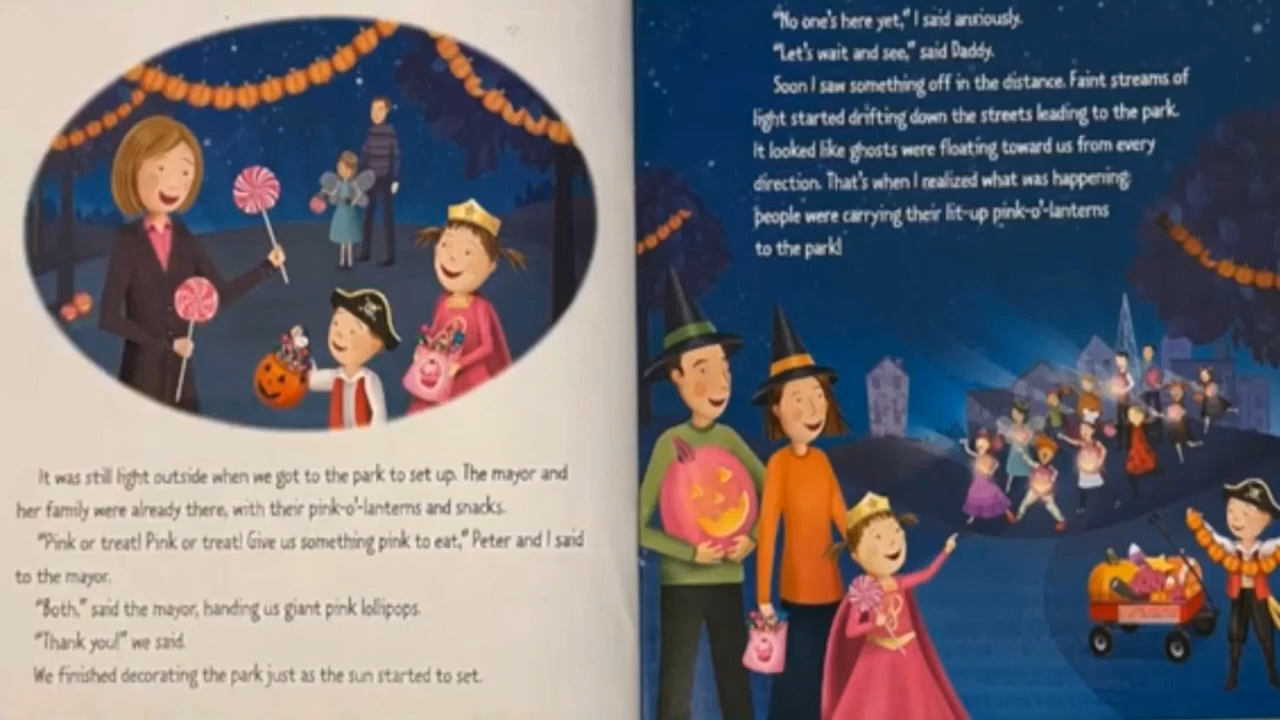 It was still light outside when we got to the park to set up. The mayor and
her family were already there, with their pink-o'-lanterns and snacks.
"Pink or treat! Pink or treat! Give us something pink to eat," Peter and I said
to the mayor.
"Both," said the mayor, handing us giant pink lollipops.
"Thank you!" we said.
We finished decorating the park just as the sun started to set.
"No one's here yet," I said anxiously.
"Let's wait and see," said Daddy.
Soon I saw something off in the distance. Faint streams of
light started drifting down the streets leading to the park.
It looked like ghosts were floating toward us from every
direction. That's when I realized what was happening:
people were carrying their lit-up pink-o'-lanterns
to the park!